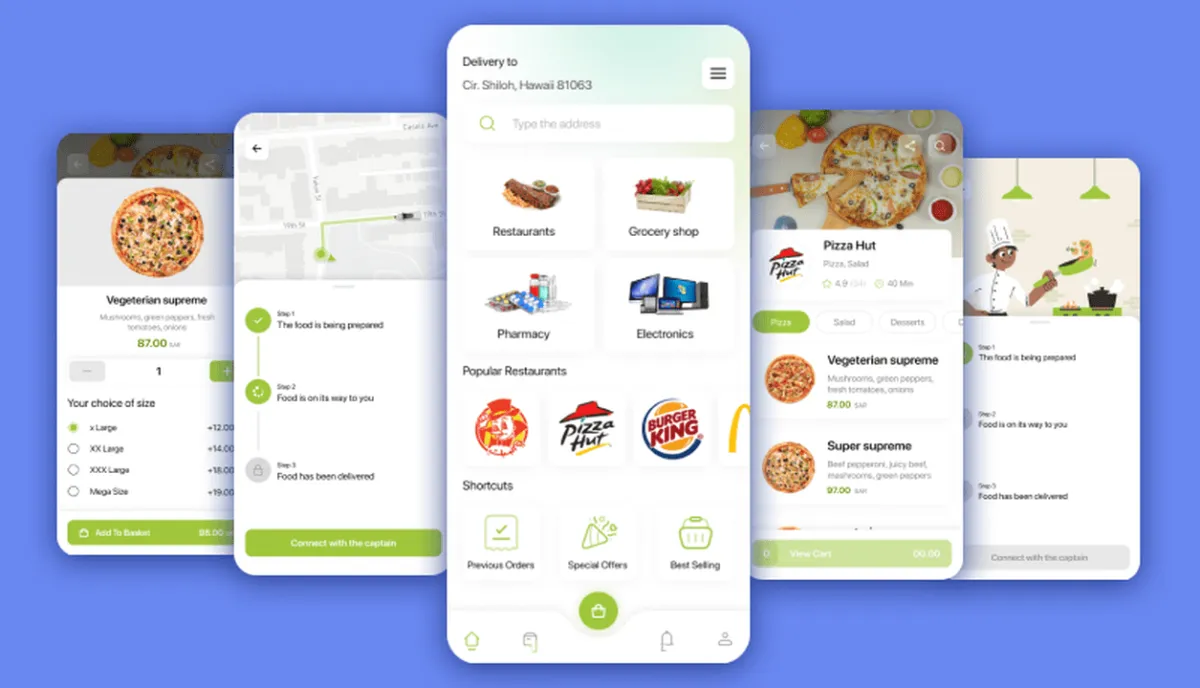 Vegeterian supreme
Mushrooms, green peppers, fresh
tomatoes, onions
87.00 SAR
1
Your choice of size
x Large
+12.00
XX Large
+14.00
XXX Large
+18.00
Mega Size
+19.00
Add To Basket
98.00
19th St
Step 1
The food is being prepared
Step 2
Food is on its way to you
Step 3
Food has been delivered
Connect with the captain
Delivery to
Cir. Shiloh, Hawaii 81063
Type the address
Restaurants
Grocery shop
Pharmacy
Electronics
Popular Restaurants
Pizza
Hut
BURGER
KING
Shortcuts
Previous Orders
Special Offers
Best Selling
Pizza
Hut
Pizza Hut
Pizza, Salad
4.9
40 Min
Pizza
Salad
Desserts
Vegeterian supreme
Mushrooms, green peppers,
fresh tomatoes, onions
87.00 SAR
Super supreme
Beef pepperoni, juicy beef,
mushrooms, green peppers
97.00 SAR
0
View Cart
00.00
Step 1
The food is being prepared
Step 2
Food is on its way to you
Step 3
Food has been delivered
Connect with the captain